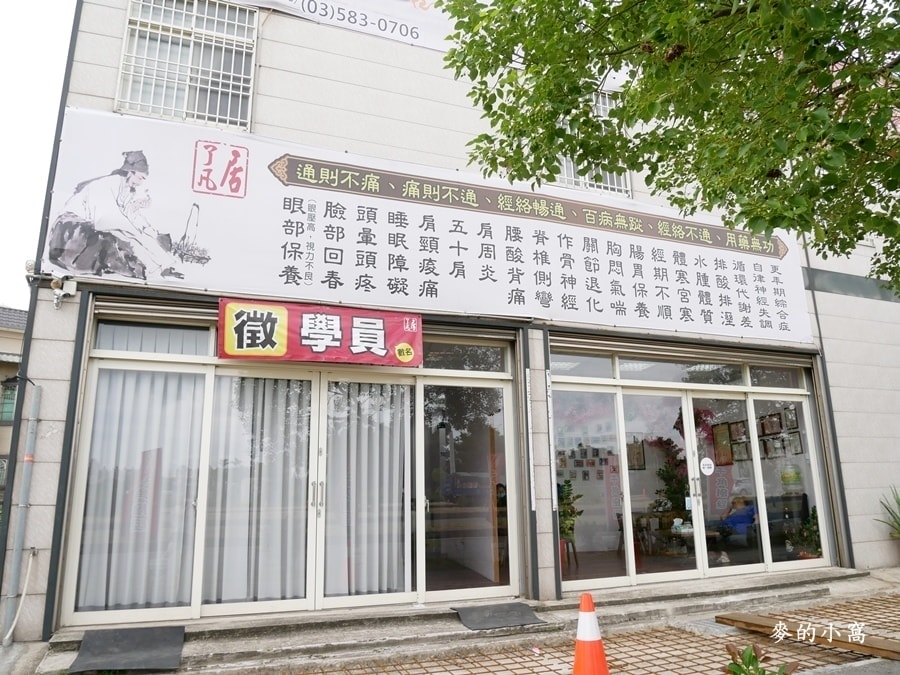 (03)583-0706
了凡居
通則不痛、痛則不通、經絡暢通、百病無蹤、經絡不通、用藥無功
眼部保養
(眼壓高，視力不良)
臉部回春
頭暈頭疼
睡眠障礙
肩頸痠痛
五十肩
肩周炎
腰酸背痛
脊椎側彎
作骨神經
關節退化
胸悶氣喘
腸胃保養
經期不順
體寒宮寒
水腫體質
排酸排溼
循環代謝差
自律神經失調
更年期綜合症
徵學員
數名
麥的小窩